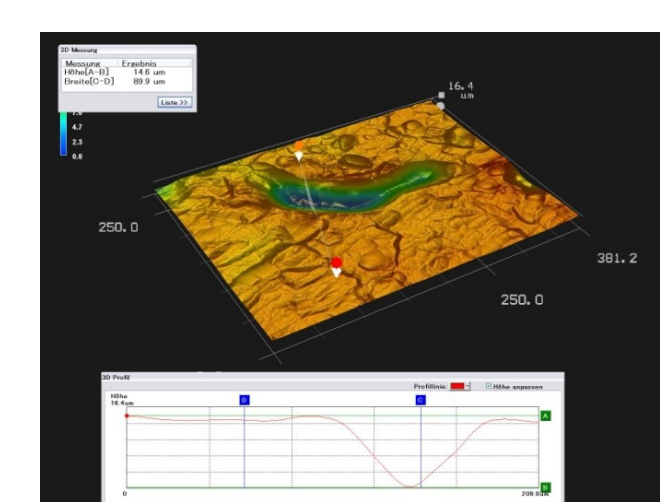 3D Messung
Messung Ergebnis
Höhe[A-B] 14.6 um
Breite[C-D] 89.9 um
Liste >>
4.7
2.3
0.0
16.4
um
250.0
381.2
250.0
3D Profil
Profillinie: Höhe anpassen
Höhe
16.4um
D
C
A
B
0